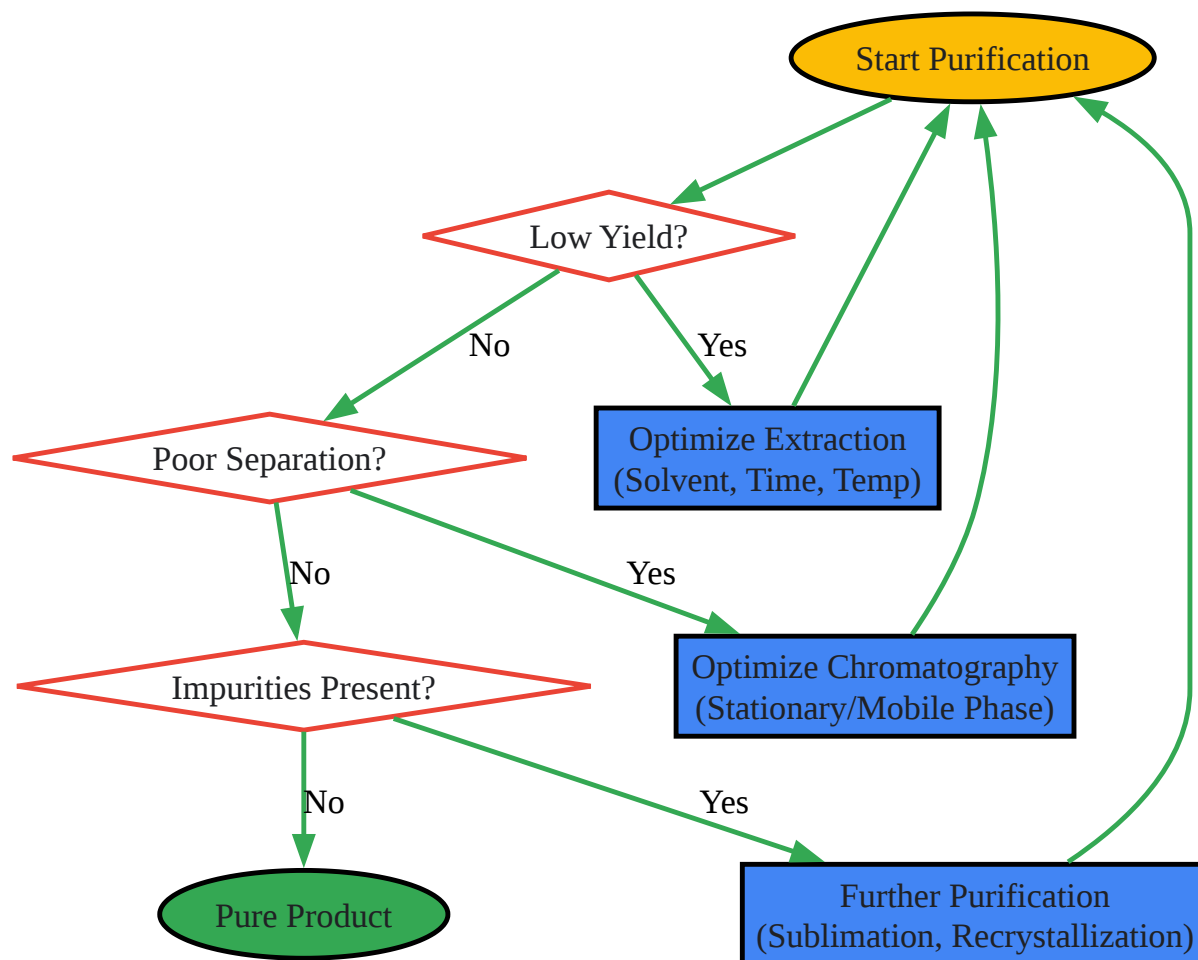 Start Purification
Low Yield?
No
Yes
Optimize Extraction
(Solvent, Time, Temp)
Poor Separation?
No
Yes
Optimize Chromatography
(Stationary/Mobile Phase)
Impurities Present?
No
Yes
Pure Product
Further Purification
(Sublimation, Recrystallization)